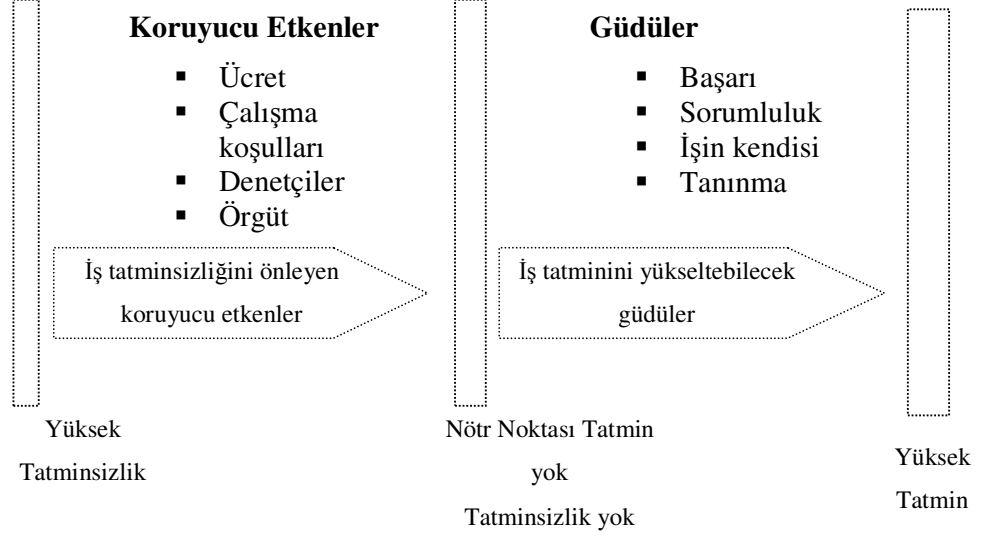 Koruyucu Etkenler
Ücret
Çalışma
koşulları
Denetçiler
Örgüt
İş tatminsizliğini önleyen
koruyucu etkenler
Güdüler
Başarı
Sorumluluk
İşin kendisi
Tanınma
İş tatminini yükseltebilecek
güdüler
Yüksek
Tatminsizlik
Nötr Noktası Tatmin
yok
Tatminsizlik yok
Yüksek
Tatmin